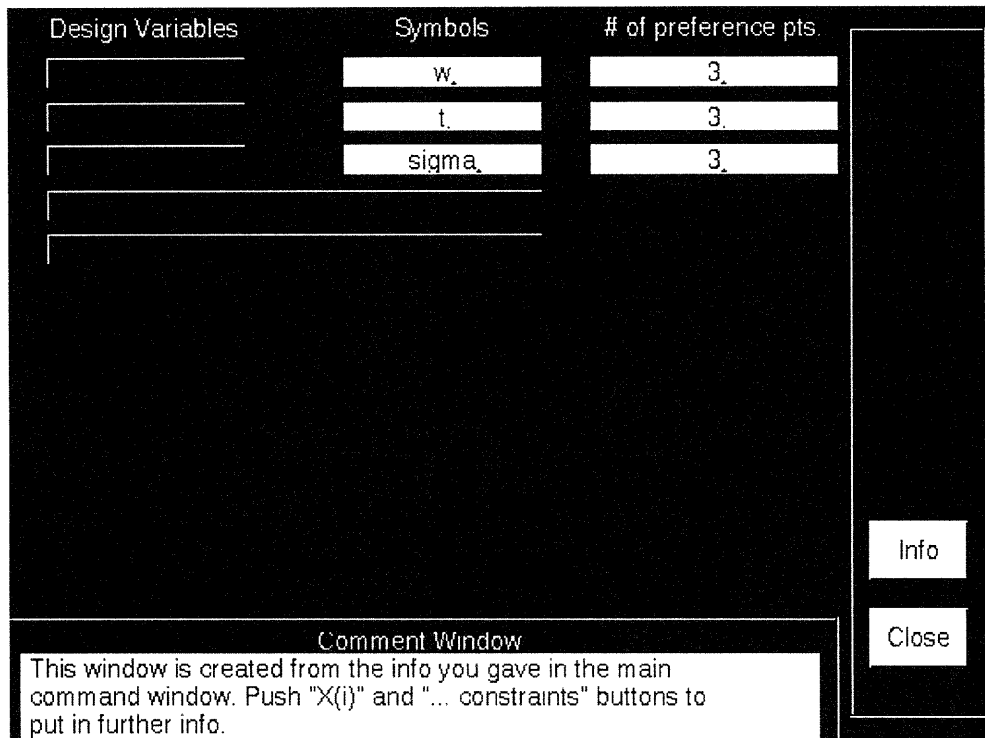 Design Variables Symbols # of preference pts.
w 3
t 3
sigma 3
Info
Close
Comment Window
This window is created from the info you gave in the main
command window. Push "X(i)" and "... constraints" buttons to
put in further info.